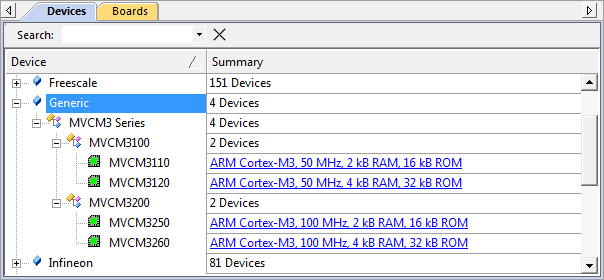 Devices Boards
Search:
Device Summary
Freescale 151 Devices
Generic 4 Devices
MVCM3 Series 4 Devices
MVCM3100 2 Devices
MVCM3110 ARM Cortex-M3, 50 MHz, 2 kB RAM, 16 kB ROM
MVCM3120 ARM Cortex-M3, 50 MHz, 4 kB RAM, 32 kB ROM
MVCM3200 2 Devices
MVCM3250 ARM Cortex-M3, 100 MHz, 2 kB RAM, 16 kB ROM
MVCM3260 ARM Cortex-M3, 100 MHz, 4 kB RAM, 32 kB ROM
Infineon 81 Devices